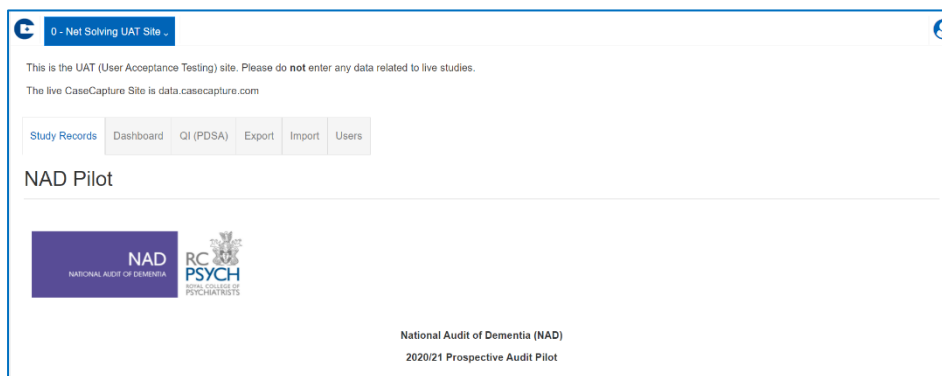 0 - Net Solving UAT Site
This is the UAT (User Acceptance Testing) site. Please do not enter any data related to live studies.
The live CaseCapture Site is data.casecapture.com
Study Records Dashboard QI (PDSA) Export Import Users
NAD Pilot
NAD
NATIONAL AUDIT OF DEMENTIA
RC
PSYCH
ROYAL COLLEGE OF
PSYCHIATRISTS
National Audit of Dementia (NAD)
2020/21 Prospective Audit Pilot